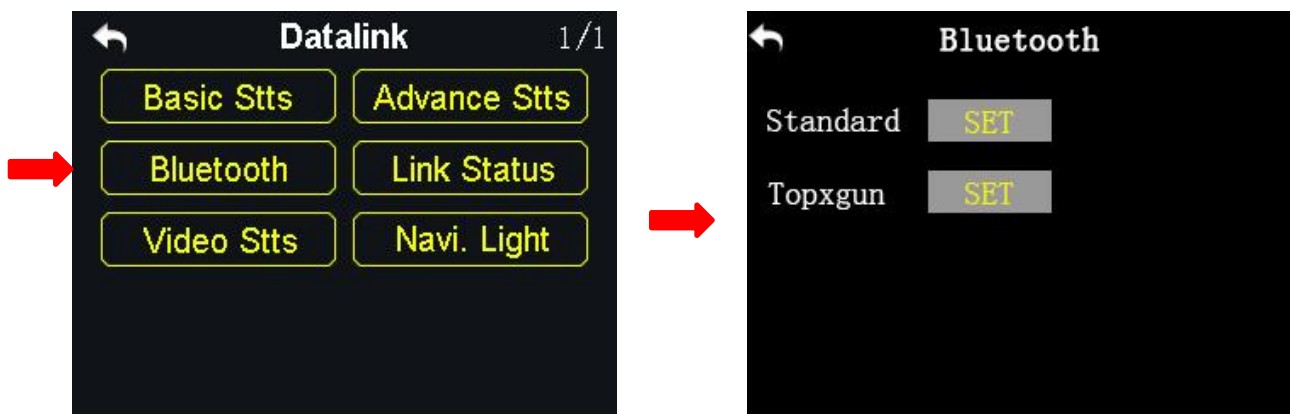 Datalink 1/1
Basic Stts Advance Stts
Bluetooth Link Status
Video Stts Navi. Light
Bluetooth
Standard SET
Topxgun SET